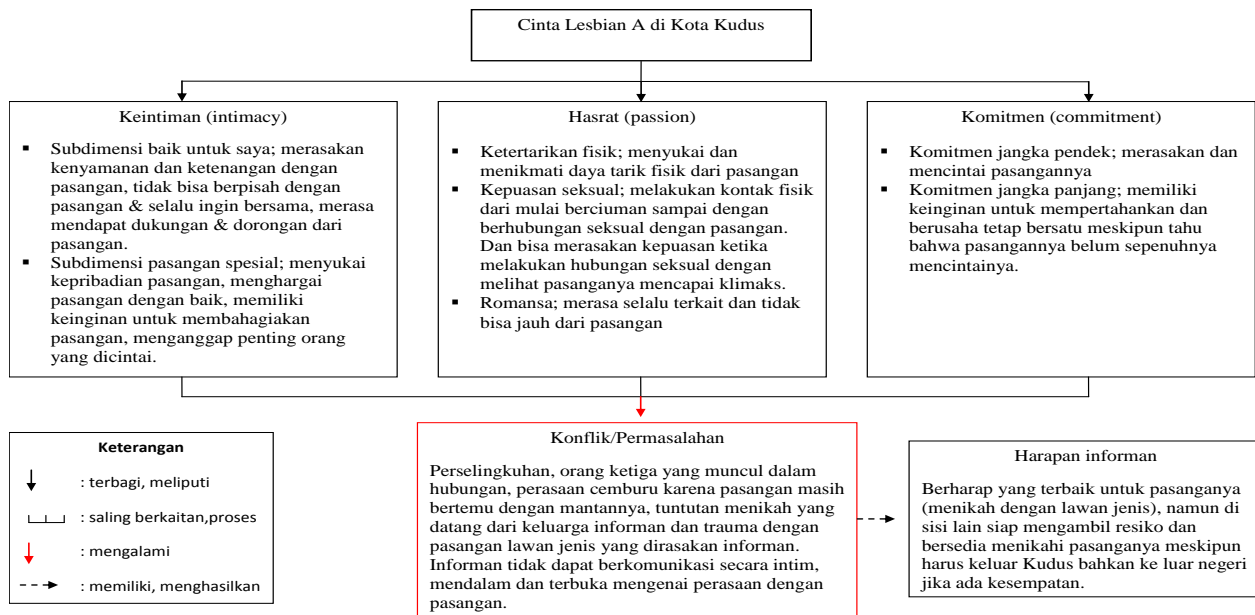 Cinta Lesbian A di Kota Kudus
Keintiman (intimacy)
▪ Subdimensi baik untuk saya; merasakan
kenyamanan dan ketenangan dengan
pasangan, tidak bisa berpisah dengan
pasangan & selalu ingin bersama, merasa
mendapat dukungan & dorongan dari
pasangan.
▪ Subdimensi pasangan spesial; menyukai
kepribadian pasangan, menghargai
pasangan dengan baik, memiliki
keinginan untuk membahagiakan
pasangan, menganggap penting orang
yang dicintai.
Hasrat (passion)
▪ Ketertarikan fisik; menyukai dan
menikmati daya tarik fisik dari pasangan
▪ Kepuasan seksual; melakukan kontak fisik
dari mulai berciuman sampai dengan
berhubungan seksual dengan pasangan.
Dan bisa merasakan kepuasan ketika
melakukan hubungan seksual dengan
melihat pasanganya mencapai klimaks.
▪ Romansa; merasa selalu terkait dan tidak
bisa jauh dari pasangan
Komitmen (commitment)
▪ Komitmen jangka pendek; merasakan dan
mencintai pasangannya
▪ Komitmen jangka panjang; memiliki
keinginan untuk mempertahankan dan
berusaha tetap bersatu meskipun tahu
bahwa pasangannya belum sepenuhnya
mencintainya.
Keterangan
: terbagi, meliputi
: saling berkaitan,proses
: mengalami
: memiliki, menghasilkan
Konflik/Permasalahan
Perselingkuhan, orang ketiga yang muncul dalam
hubungan, perasaan cemburu karena pasangan masih
bertemu dengan mantannya, tuntutan menikah yang
datang dari keluarga informan dan trauma dengan
pasangan lawan jenis yang dirasakan informan.
Informan tidak dapat berkomunikasi secara intim,
mendalam dan terbuka mengenai perasaan dengan
pasangan.
Harapan informan
Berharap yang terbaik untuk pasanganya
(menikah dengan lawan jenis), namun di
sisi lain siap mengambil resiko dan
bersedia menikahi pasanganya meskipun
harus keluar Kudus bahkan ke luar negeri
jika ada kesempatan.